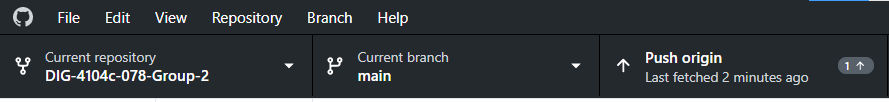 File Edit View Repository Branch Help
Current repository
DIG-4104c-078-Group-2
Current branch
main
Push origin
Last fetched 2 minutes ago
1